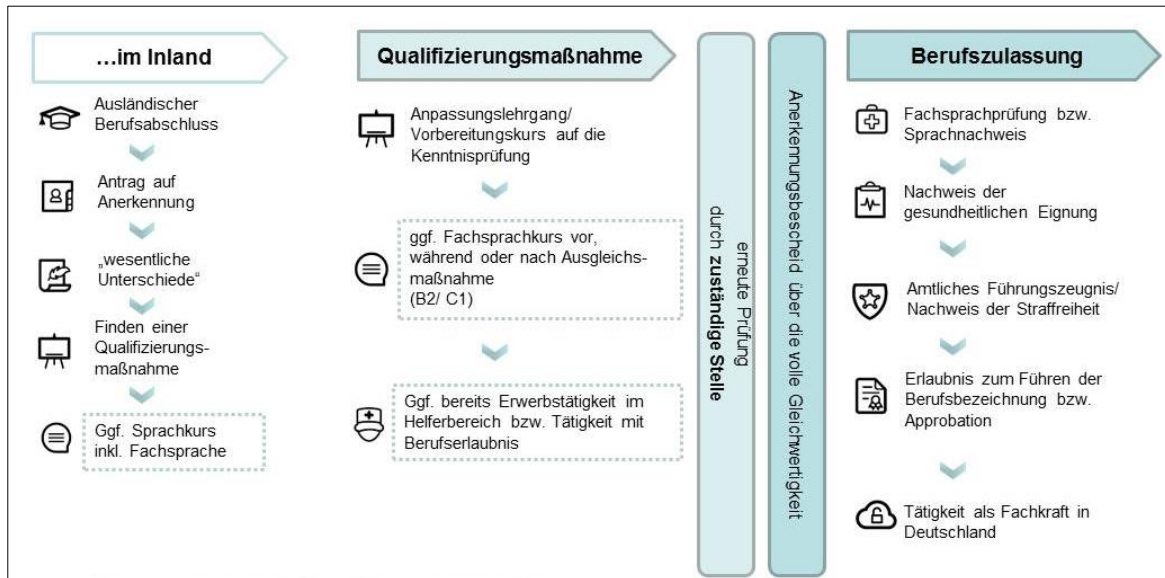 ...im Inland
Ausländischer
Berufsabschluss
Antrag auf
Anerkennung
„wesentliche
Unterschiede“
Finden einer
Qualifizierungs-
maßnahme
Ggf. Sprachkurs
inkl. Fachsprache
Qualifizierungsmaßnahme
Anpassungslehrgang/
Vorbereitungskurs auf die
Kenntnisprüfung
ggf. Fachsprachkurs vor,
während oder nach Ausgleichs-
maßnahme
(B2/ C1)
Ggf. bereits Erwerbstätigkeit im
Helferbereich bzw. Tätigkeit mit
Berufserlaubnis
erneute Prüfung
durch zuständige Stelle
Anerkennungsbescheid über die volle Gleichwertigkeit
Berufszulassung
Fachsprachprüfung bzw.
Sprachnachweis
Nachweis der
gesundheitlichen Eignung
Amtliches Führungszeugnis/
Nachweis der Straffreiheit
Erlaubnis zum Führen der
Berufsbezeichnung bzw.
Approbation
Tätigkeit als Fachkraft in
Deutschland